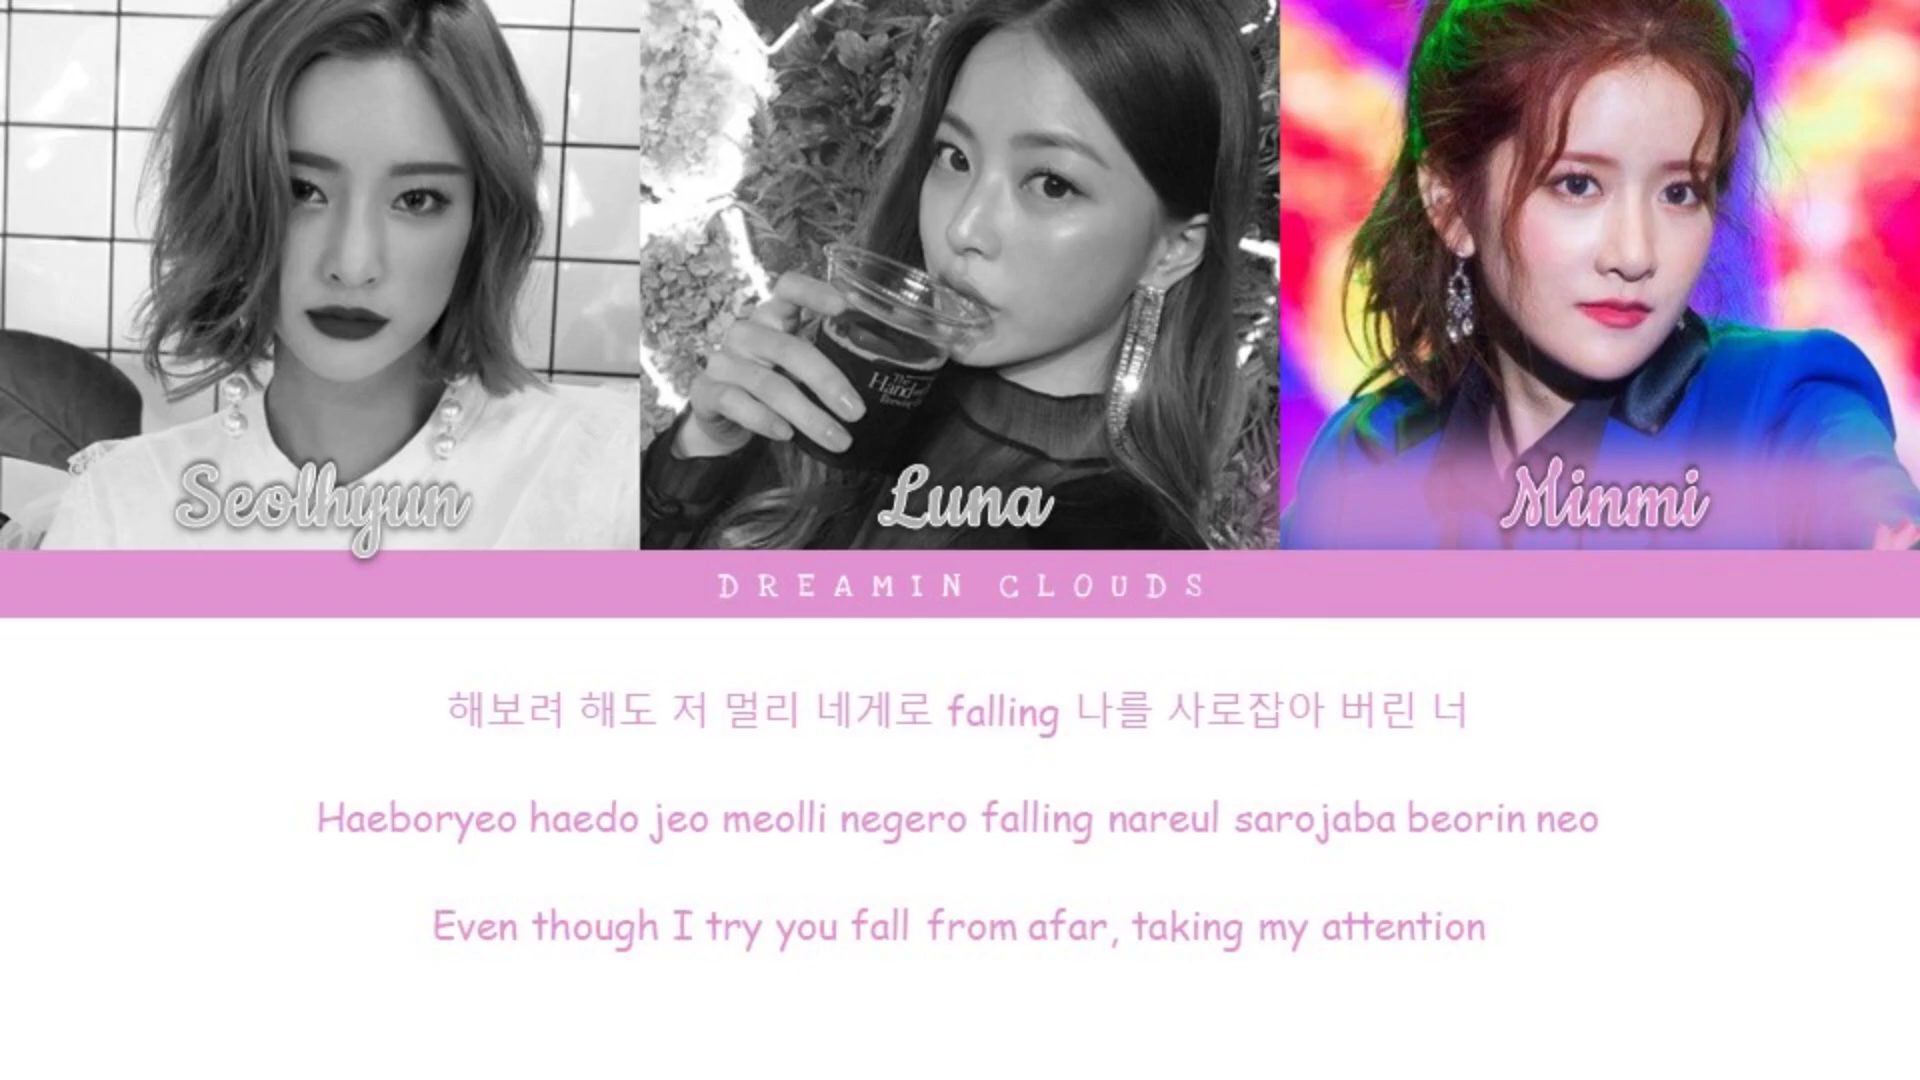 The
Hand
Seolhyun
Luna
Minmi
DREAMIN CLOUDS
해보려 해도 저 멀리 네게로 falling 나를 사로잡아 버린 너
Haeboryeo haedo jeo meolli negero falling nareul sarojaba beorin neo
Even though I try you fall from afar, taking my attention